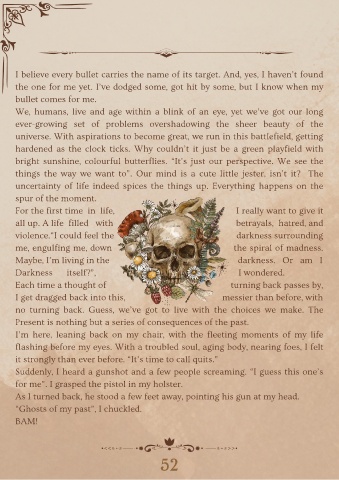 I believe every bullet carries the name of its target. And, yes, I haven't found
the one for me yet. I've dodged some, got hit by some, but I know when my
bullet comes for me.
We, humans, live and age within a blink of an eye, yet we've got our long
ever-growing set of problems overshadowing the sheer beauty of the
universe. With aspirations to become great, we run in this battlefield, getting
hardened as the clock ticks. Why couldn't it just be a green playfield with
bright sunshine, colourful butterflies. "It's just our perspective. We see the
things the way we want to". Our mind is a cute little jester, isn't it? The
uncertainty of life indeed spices the things up. Everything happens on the
spur of the moment.
For the first time in life, I really want to give it
all up. A life filled with betrayals, hatred, and
violence."I could feel the darkness surrounding
me, engulfing me, down the spiral of madness.
Maybe, I'm living in the darkness. Or am I
Darkness itself?", I wondered.
Each time a thought of turning back passes by,
I get dragged back into this, messier than before, with
no turning back. Guess, we've got to live with the choices we make. The
Present is nothing but a series of consequences of the past.
I'm here, leaning back on my chair, with the fleeting moments of my life
flashing before my eyes. With a troubled soul, aging body, nearing foes, I felt
it strongly than ever before. "It's time to call quits."
Suddenly, I heard a gunshot and a few people screaming. "I guess this one's
for me". I grasped the pistol in my holster.
As I turned back, he stood a few feet away, pointing his gun at my head.
"Ghosts of my past", I chuckled.
BAM!
52